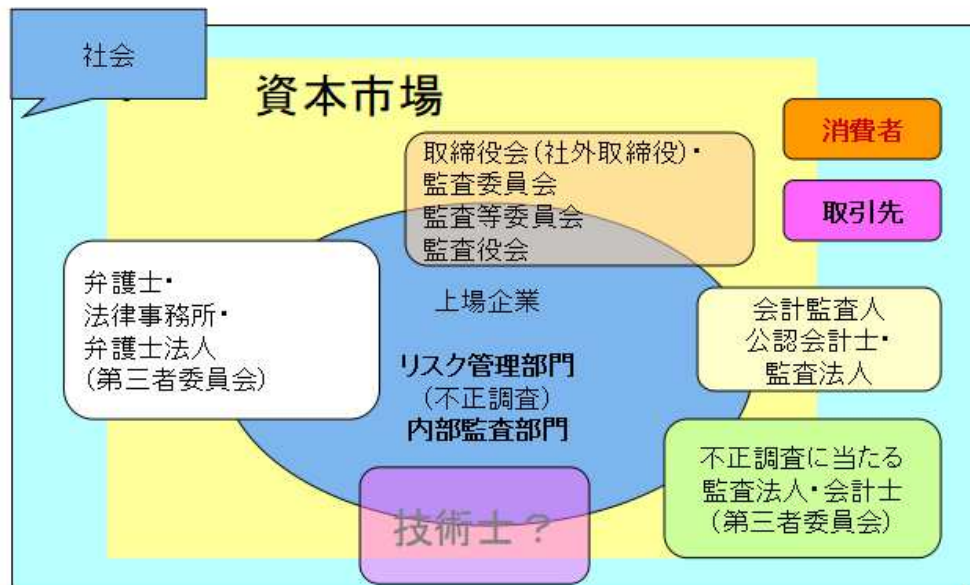 社会
資本市場
消費者
取引先
取締役会(社外取締役)・
監査委員会
監査等委員会
監査役会
弁護士・
法律事務所・
弁護士法人
(第三者委員会)
上場企業
リスク管理部門
(不正調査)
内部監査部門
会計監査人
公認会計士・
監査法人
不正調査に当たる
監査法人・会計士
(第三者委員会)
技術士?